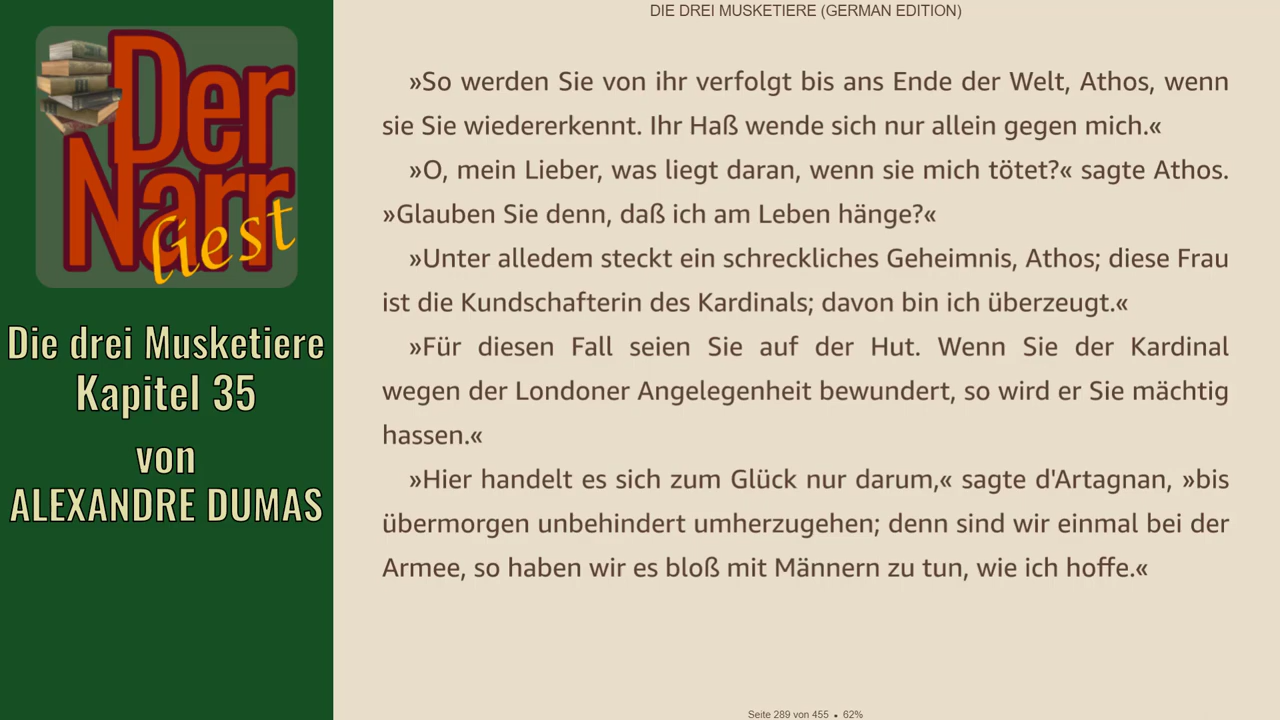 Der
Narr
liest
Die drei Musketiere
Kapitel 35
von
ALEXANDRE DUMAS
DIE DREI MUSKETIERE (GERMAN EDITION)
»So werden Sie von ihr verfolgt bis ans Ende der Welt, Athos, wenn
sie Sie wiedererkennt. Ihr Haß wende sich nur allein gegen mich.«
»O, mein Lieber, was liegt daran, wenn sie mich tötet?« sagte Athos.
»Glauben Sie denn, daß ich am Leben hänge?«
»Unter alledem steckt ein schreckliches Geheimnis, Athos; diese Frau
ist die Kundschafterin des Kardinals; davon bin ich überzeugt.«
»Für diesen Fall seien Sie auf der Hut. Wenn Sie der Kardinal
wegen der Londoner Angelegenheit bewundert, so wird er Sie mächtig
hassen.«
»Hier handelt es sich zum Glück nur darum,« sagte d'Artagnan, »bis
übermorgen unbehindert umherzugehen; denn sind wir einmal bei der
Armee, so haben wir es bloß mit Männern zu tun, wie ich hoffe.«
Seite 289 von 455 • 62%